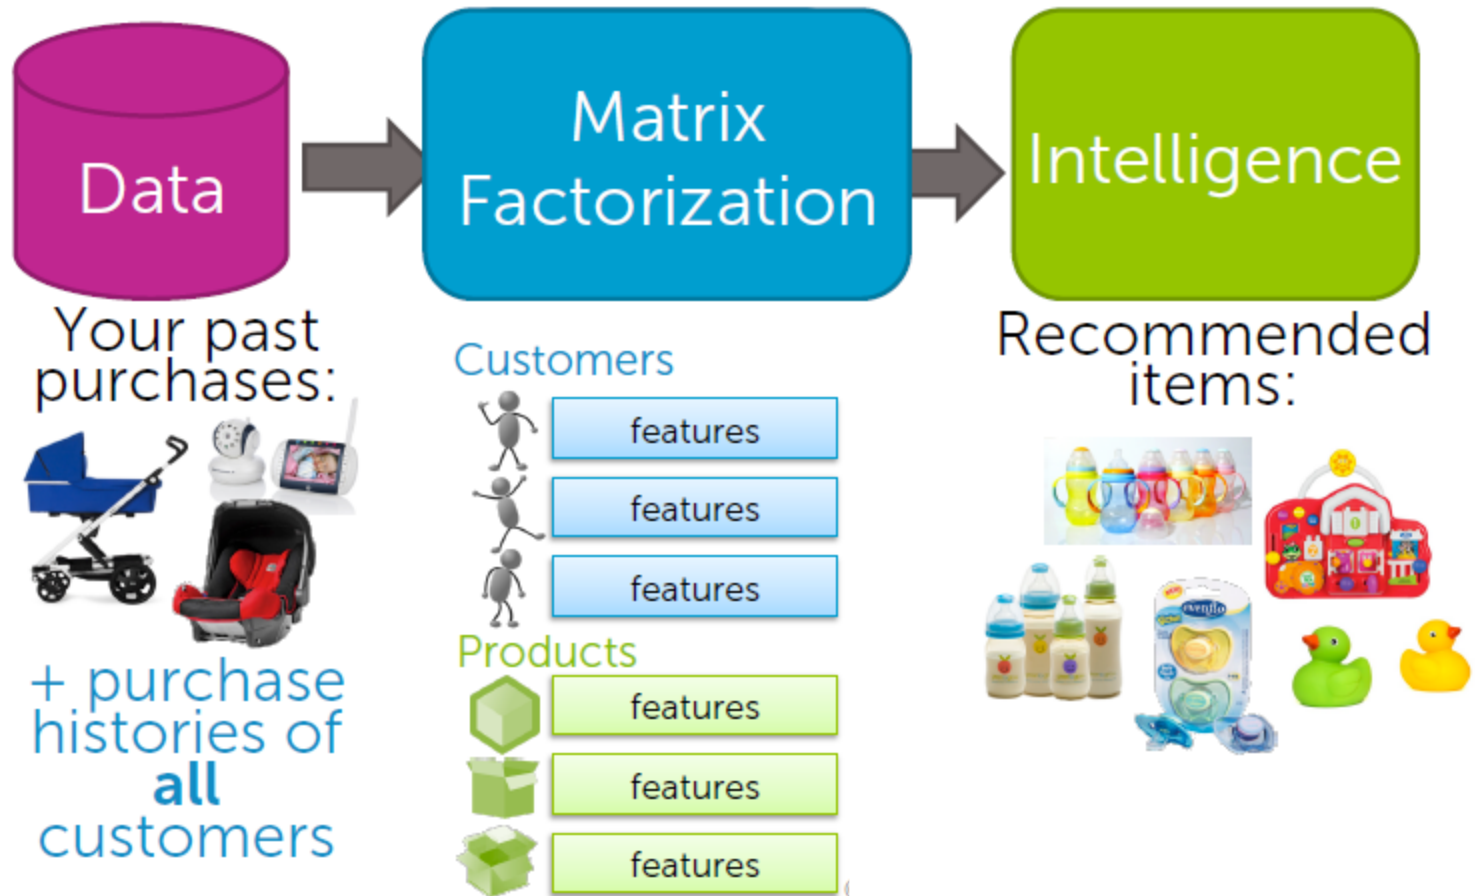 Data
Matrix
Factorization
Intelligence
Your past
purchases:
+ purchase
histories of
all
customers
Customers
features
features
features
Products
features
features
features
Recommended
items:
evenflo